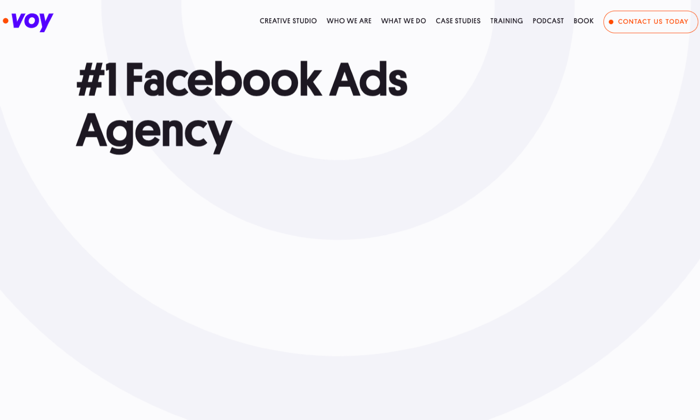 voy
CREATIVE STUDIO WHO WE ARE WHAT WE DO CASE STUDIES TRAINING PODCAST BOOK CONTACT US TODAY
#1 Facebook Ads
Agency